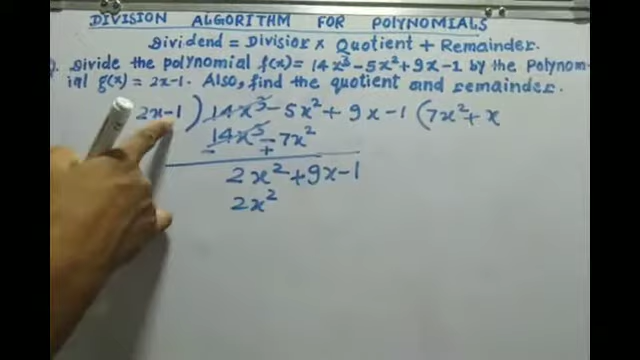 DIVISION ALGORITHM FOR POLYNOMIALS
Dividend = Divisior × Quotient + Remainder.
Divide the polynomial f(x) = 14x³ - 5x² + 9x - 1 by the Polynom-
ial g(x) = 2x-1. Also, find the quotient and remainder.
2x-1 ) 14x³ - 5x² + 9x - 1 ( 7x² + x
14x³ - 7x²
- +
2x² + 9x - 1
2x²